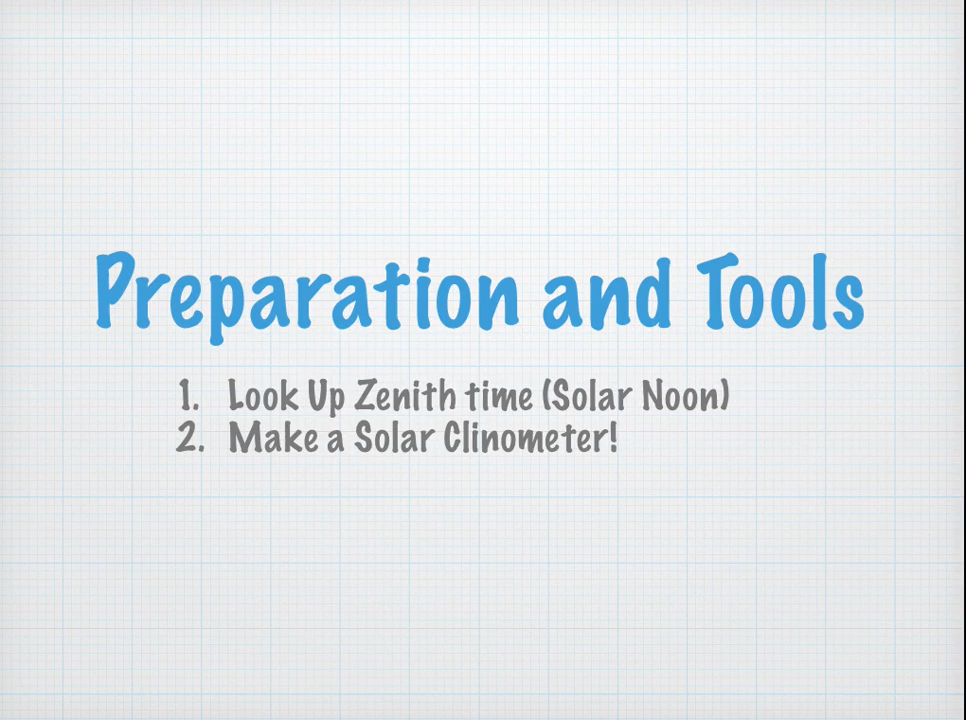 Preparation and Tools
1. Look Up Zenith time (Solar Noon)
2. Make a Solar Clinometer!